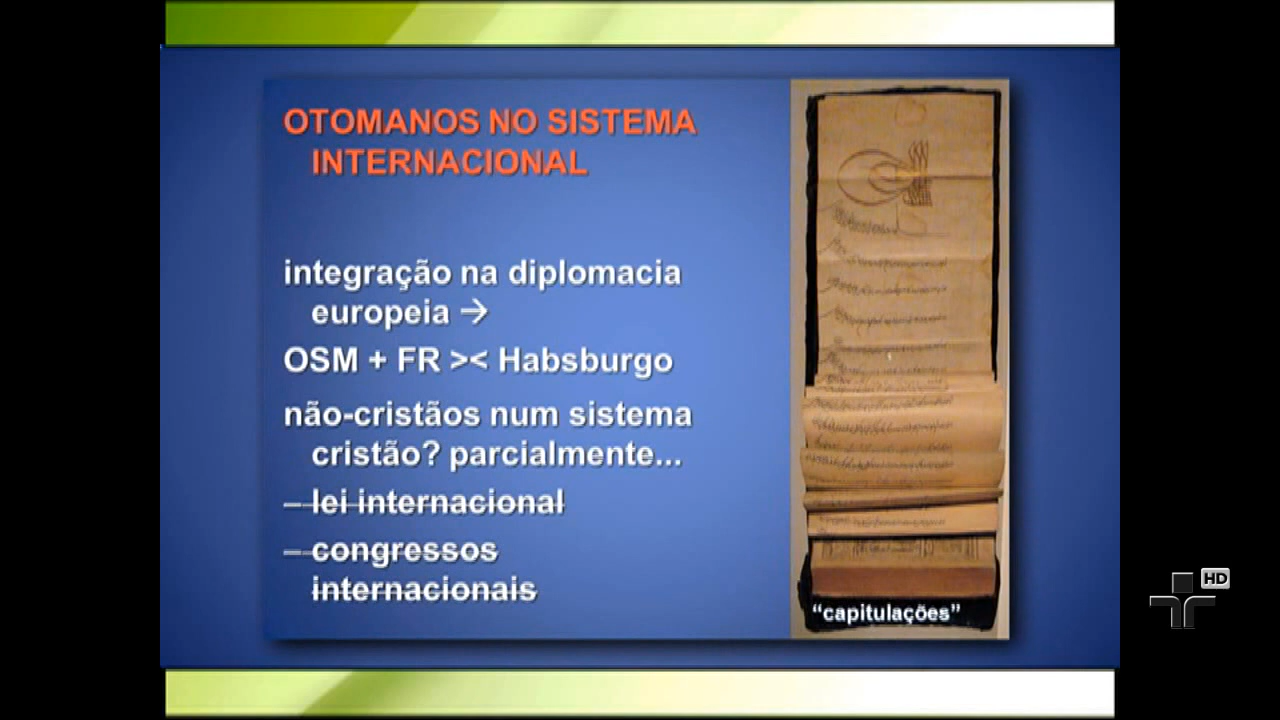 OTOMANOS NO SISTEMA
INTERNACIONAL
integração na diplomacia
europeia →
OSM + FR >< Habsburgo
não-cristãos num sistema
cristão? parcialmente...
– lei internacional
– congressos
internacionais
“capitulações”
HD